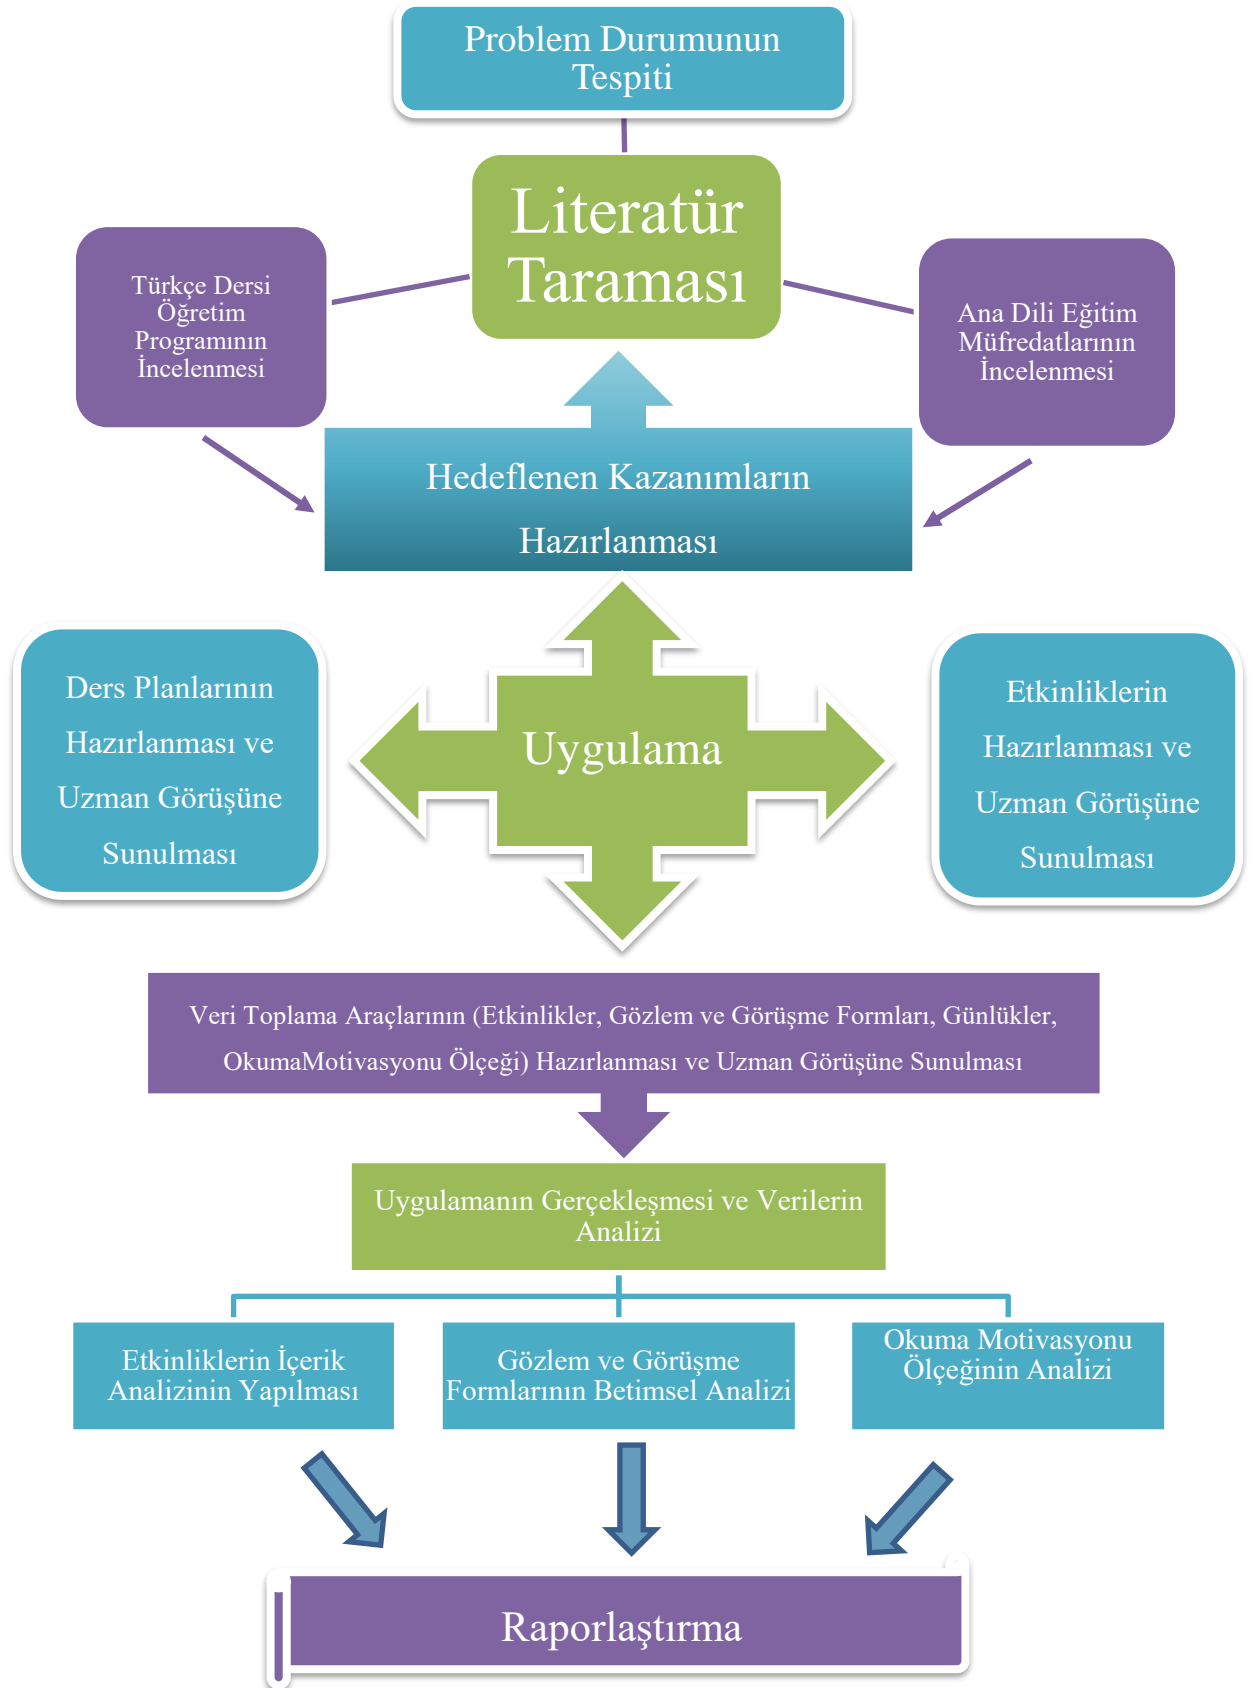 Problem Durumunun
Tespiti
Literatür
Taraması
Türkçe Dersi
Öğretim
Programının
İncelenmesi
Ana Dili Eğitim
Müfredatlarının
İncelenmesi
Hedeflenen Kazanımların
Hazırlanması
Ders Planlarının
Hazırlanması ve
Uzman Görüşüne
Sunulması
Uygulama
Etkinliklerin
Hazırlanması ve
Uzman Görüşüne
Sunulması
Veri Toplama Araçlarının (Etkinlikler, Gözlem ve Görüşme Formları, Günlükler,
OkumaMotivasyonu Ölçeği) Hazırlanması ve Uzman Görüşüne Sunulması
Uygulamanın Gerçekleşmesi ve Verilerin
Analizi
Etkinliklerin İçerik
Analizinin Yapılması
Gözlem ve Görüşme
Formlarının Betimsel Analizi
Okuma Motivasyonu
Ölçeğinin Analizi
Raporlaştırma